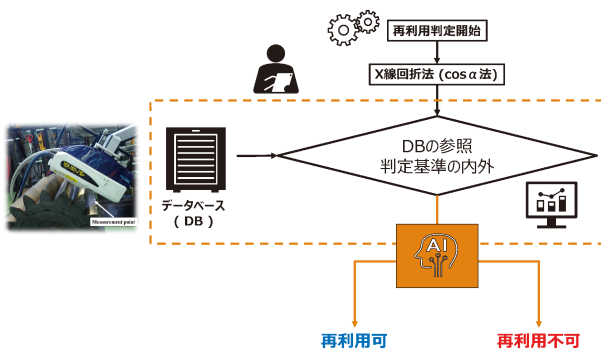 再利用判定開始
X線回折法 (cosα法)
DBの参照
判定基準の内外
データベース
( DB )
Measurement point
AI
再利用可
再利用不可